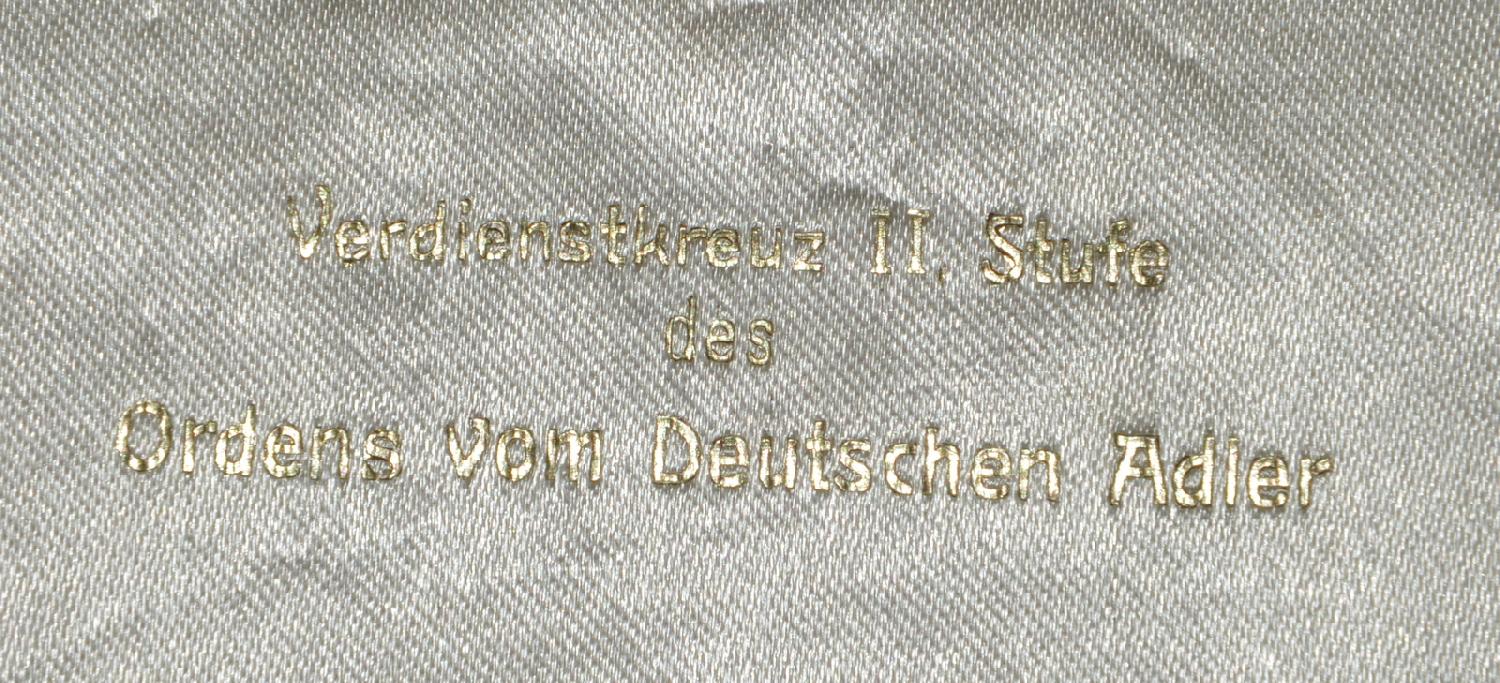 Verdienstkreuz II. Stufe
des
Ordens vom Deutschen Adler